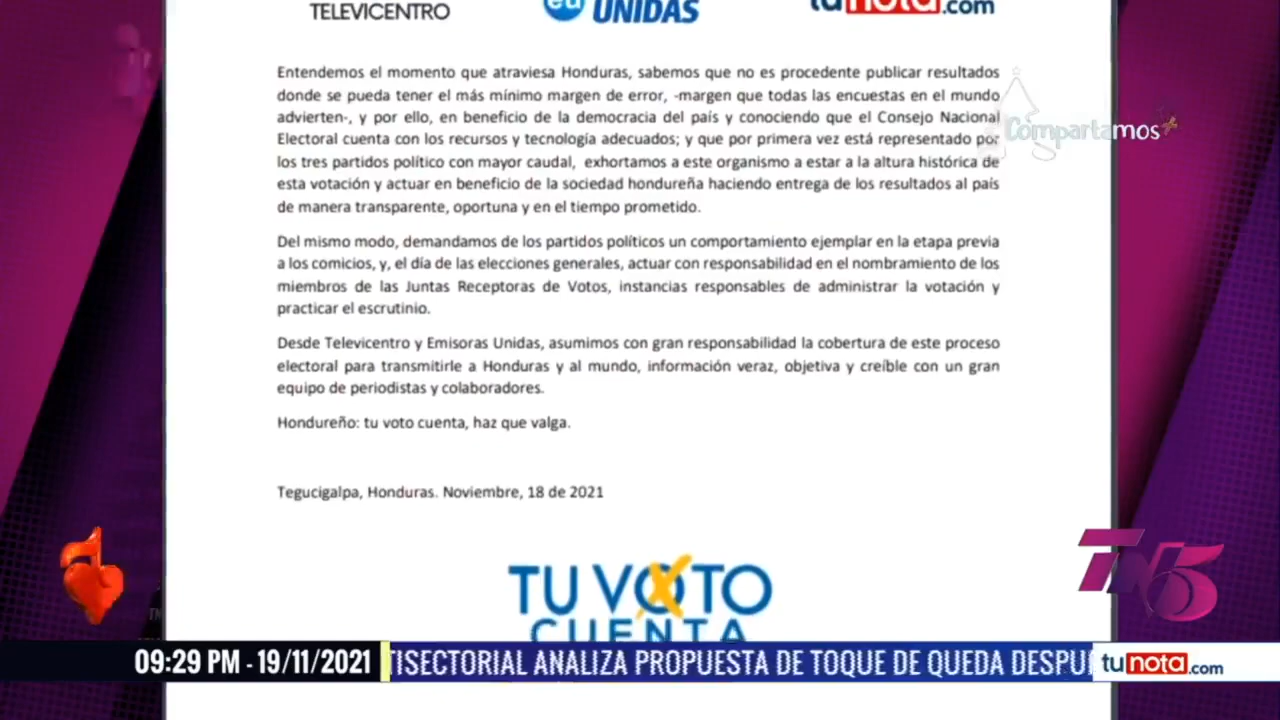 TELEVICENTRO
eu UNIDAS
tunota.com
Entendemos el momento que atraviesa Honduras, sabemos que no es procedente publicar resultados
donde se pueda tener el más mínimo margen de error, -margen que todas las encuestas en el mundo
advierten-, y por ello, en beneficio de la democracia del país y conociendo que el Consejo Nacional
Electoral cuenta con los recursos y tecnología adecuados; y que por primera vez está representado por
los tres partidos político con mayor caudal, exhortamos a este organismo a estar a la altura histórica de
esta votación y actuar en beneficio de la sociedad hondureña haciendo entrega de los resultados al país
de manera transparente, oportuna y en el tiempo prometido.
Compartamos
Del mismo modo, demandamos de los partidos políticos un comportamiento ejemplar en la etapa previa
a los comicios, y, el día de las elecciones generales, actuar con responsabilidad en el nombramiento de los
miembros de las Juntas Receptoras de Votos, instancias responsables de administrar la votación y
practicar el escrutinio.
Desde Televicentro y Emisoras Unidas, asumimos con gran responsabilidad la cobertura de este proceso
electoral para transmitirle a Honduras y al mundo, información veraz, objetiva y creíble con un gran
equipo de periodistas y colaboradores.
Hondureño: tu voto cuenta, haz que valga.
Tegucigalpa, Honduras. Noviembre, 18 de 2021
TU VOTO
CUENTA
TN5
09:29 PM - 19/11/2021
TISECTORIAL ANALIZA PROPUESTA DE TOQUE DE QUEDA DESPU
tunota.com